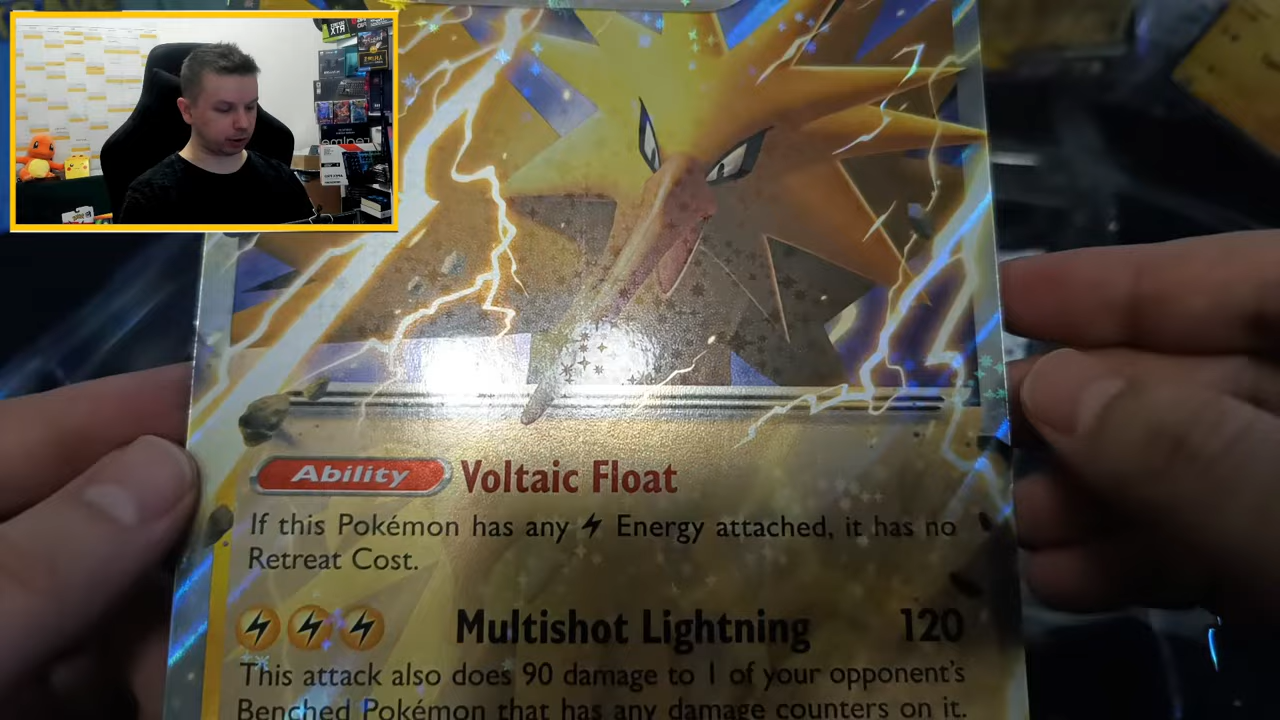 RTX
realme
Ability Voltaic Float
If this Pokémon has any Energy attached, it has no
Retreat Cost.
Multishot Lightning 120
This attack also does 90 damage to 1 of your opponent's
Benched Pokémon that has any damage counters on it.